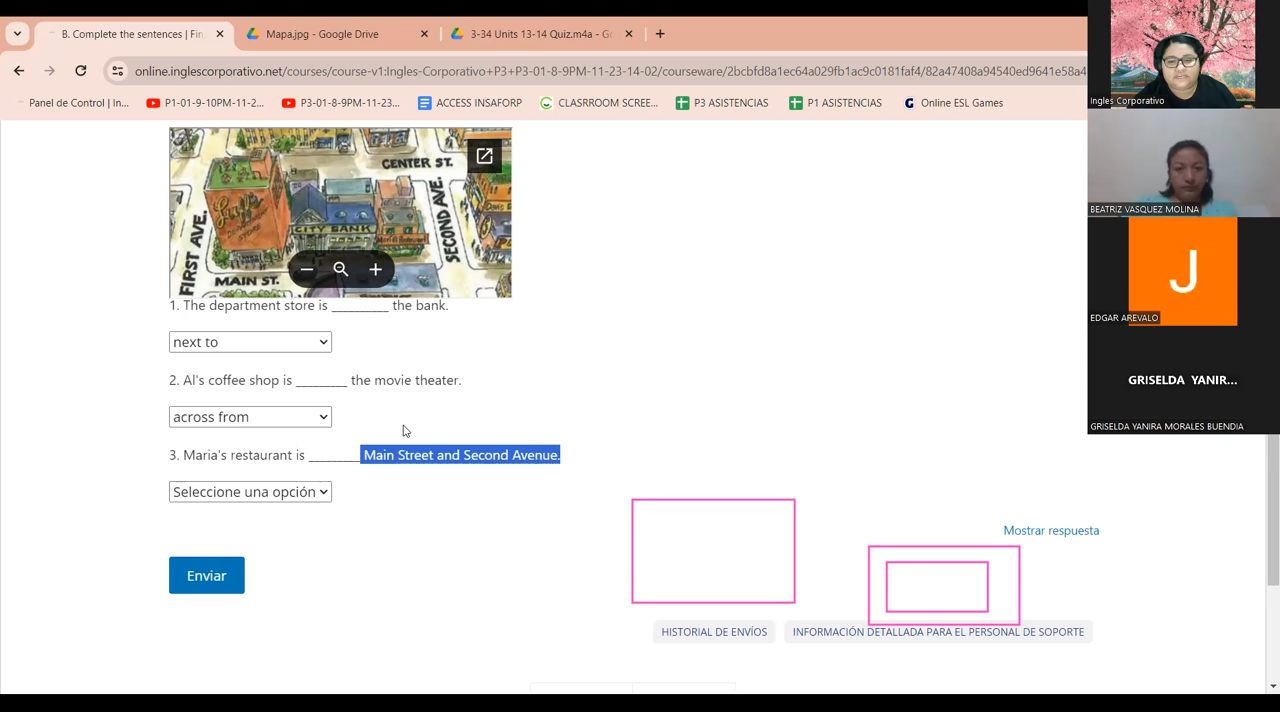 B. Complete the sentences | Fin
Mapa.jpg - Google Drive
3-34 Units 13-14 Quiz.m4a - Go
online.inglescorporativo.net/courses/course-v1:Ingles-Corporativo+P3+P3-01-8-9PM-11-23-14-02/courseware/2bcbfd8a1ec64a029fb1ac9c0181faf4/82a47408a94540ed9641e58a4
Panel de Control | In...
P1-01-9-10PM-11-2...
P3-01-8-9PM-11-23...
ACCESS INSAFORP
CLASSROOM SCREE...
P3 ASISTENCIAS
P1 ASISTENCIAS
Online ESL Games
Ingles Corporativo
BEATRIZ VASQUEZ MOLINA
J
EDGAR AREVALO
GRISELDA YANIR...
GRISELDA YANIRA MORALES BUENDIA
CENTER ST.
SECOND AVE.
CITY BANK
FIRST AVE.
MAIN ST.
1. The department store is _________ the bank.
next to
2. Al's coffee shop is ________ the movie theater.
across from
3. Maria's restaurant is ________ Main Street and Second Avenue.
Seleccione una opción
Mostrar respuesta
Enviar
HISTORIAL DE ENVÍOS
INFORMACIÓN DETALLADA PARA EL PERSONAL DE SOPORTE